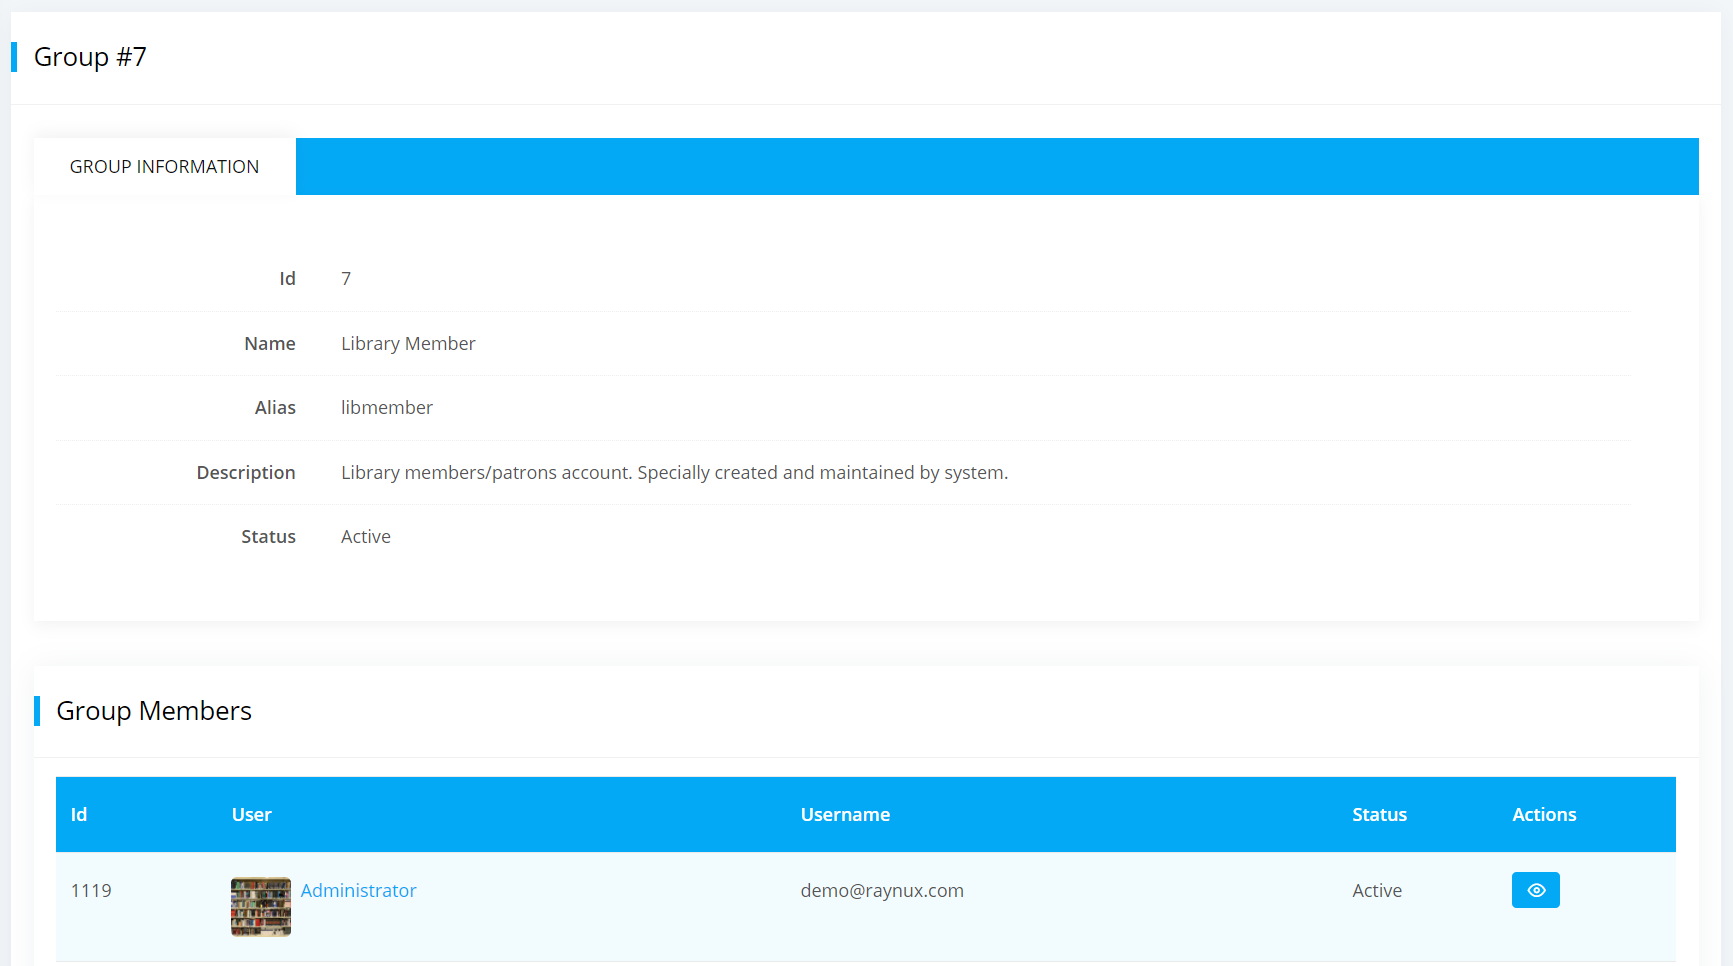 Group #7
GROUP INFORMATION
Id 7
Name Library Member
Alias libmember
Description Library members/patrons account. Specially created and maintained by system.
Status Active
Group Members
Id User Username Status Actions
1119 Administrator demo@raynux.com Active